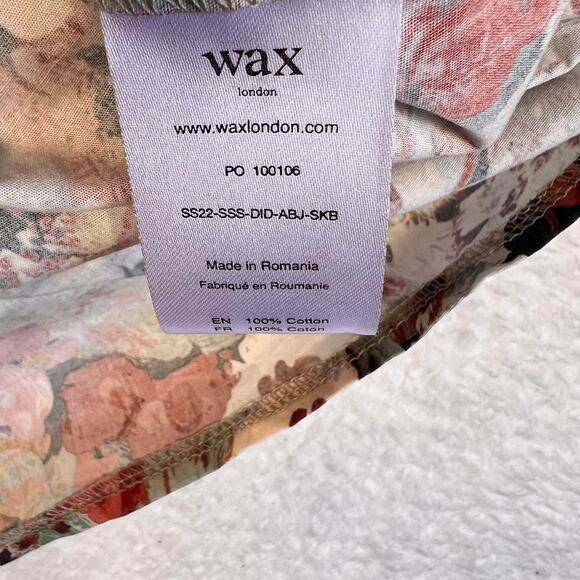 wax
london
www.waxlondon.com
PO 100106
SS22-SSS-DID-ABJ-SKB
Made in Romania
Fabriqué en Roumanie
EN 100% Cotton
FR 100% Coton